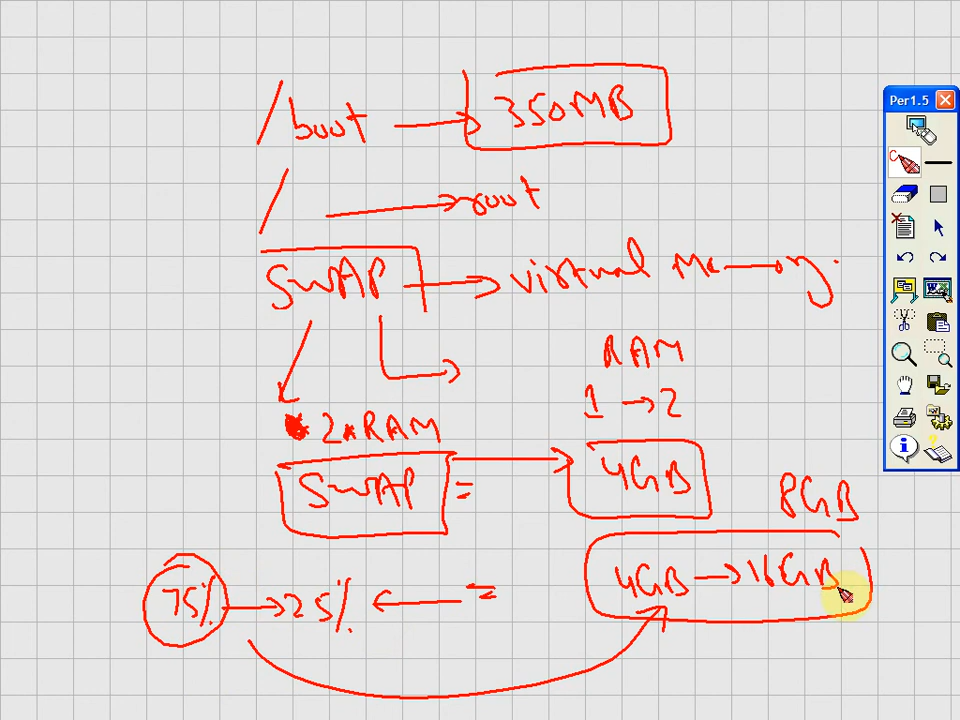 /boot → 350MB
/ → root
SWAP → virtual Memory.
RAM
1 → 2
2*RAM
SWAP = → 4GB
8GB
75% → 25% ← = 4GB → 16GB
Per1.5